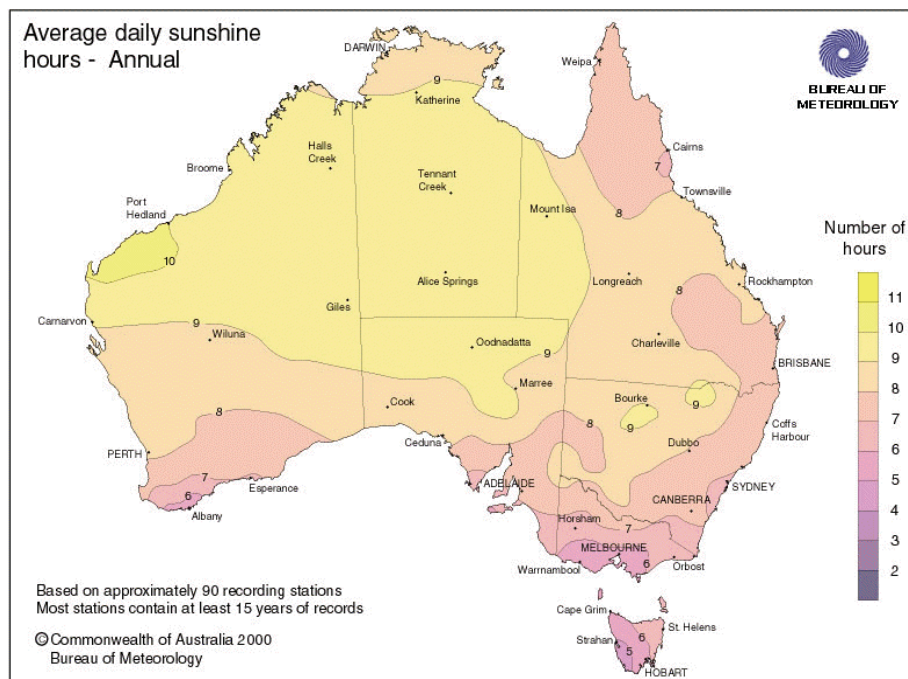 Average daily sunshine
hours - Annual
BUREAU OF
METEOROLOGY
DARWIN
Weipa
9
Katherine
Cairns
7
Halls
Creek
Broome
Tennant
Creek
Townsville
Port
Hedland
Mount Isa
8
Number of
hours
10
Alice Springs
Longreach
Rockhampton
11
8
Giles
10
Carnarvon
9
Wiluna
Oodnadatta
9
Charleville
9
BRISBANE
Marree
8
Cook
Bourke
9
8
8
9
7
Coffs
Harbour
PERTH
Ceduna
Dubbo
6
7
Esperance
ADELAIDE
SYDNEY
5
6
CANBERRA
Albany
Horsham
7
4
MELBOURNE
3
6
Warrnambool
Orbost
2
Based on approximately 90 recording stations
Most stations contain at least 15 years of records
Cape Grim
St. Helens
6
© Commonwealth of Australia 2000
Strahan
5
Bureau of Meteorology
HOBART